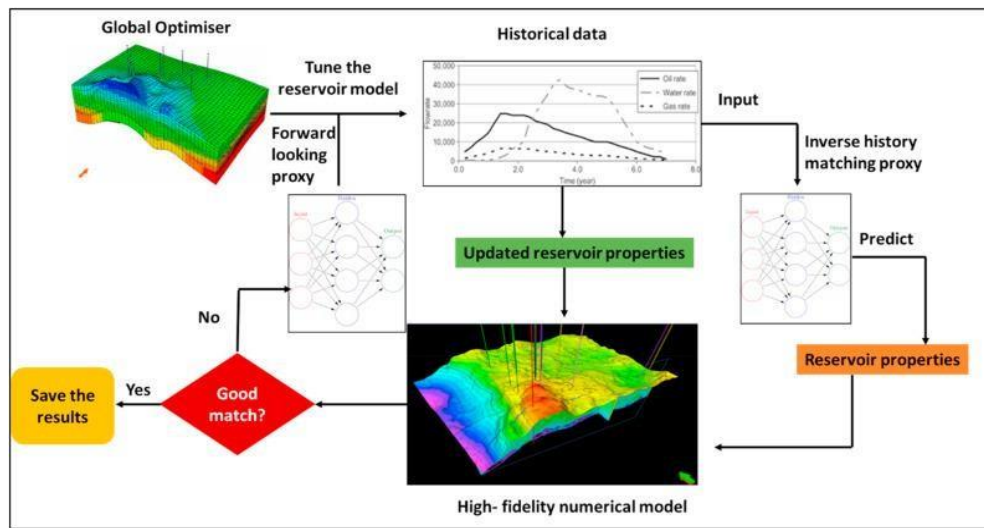 Global Optimiser
Historical data
Tune the
reservoir model
Forward
looking
proxy
Flowrate
50,000
40,000
30,000
20,000
10,000
0
0.0
2.0
4.0
6.0
8.0
Time (year)
Oil rate
Water rate
Gas rate
Input
Inverse history
matching proxy
Updated reservoir properties
Predict
Reservoir properties
No
Yes
Good
match?
Save the
results
High- fidelity numerical model